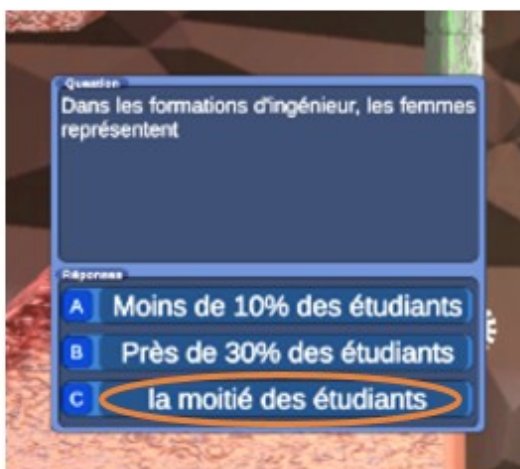 Question
Dans les formations d'ingénieur, les femmes
représentent
Réponses
A Moins de 10% des étudiants
B Près de 30% des étudiants
C la moitié des étudiants